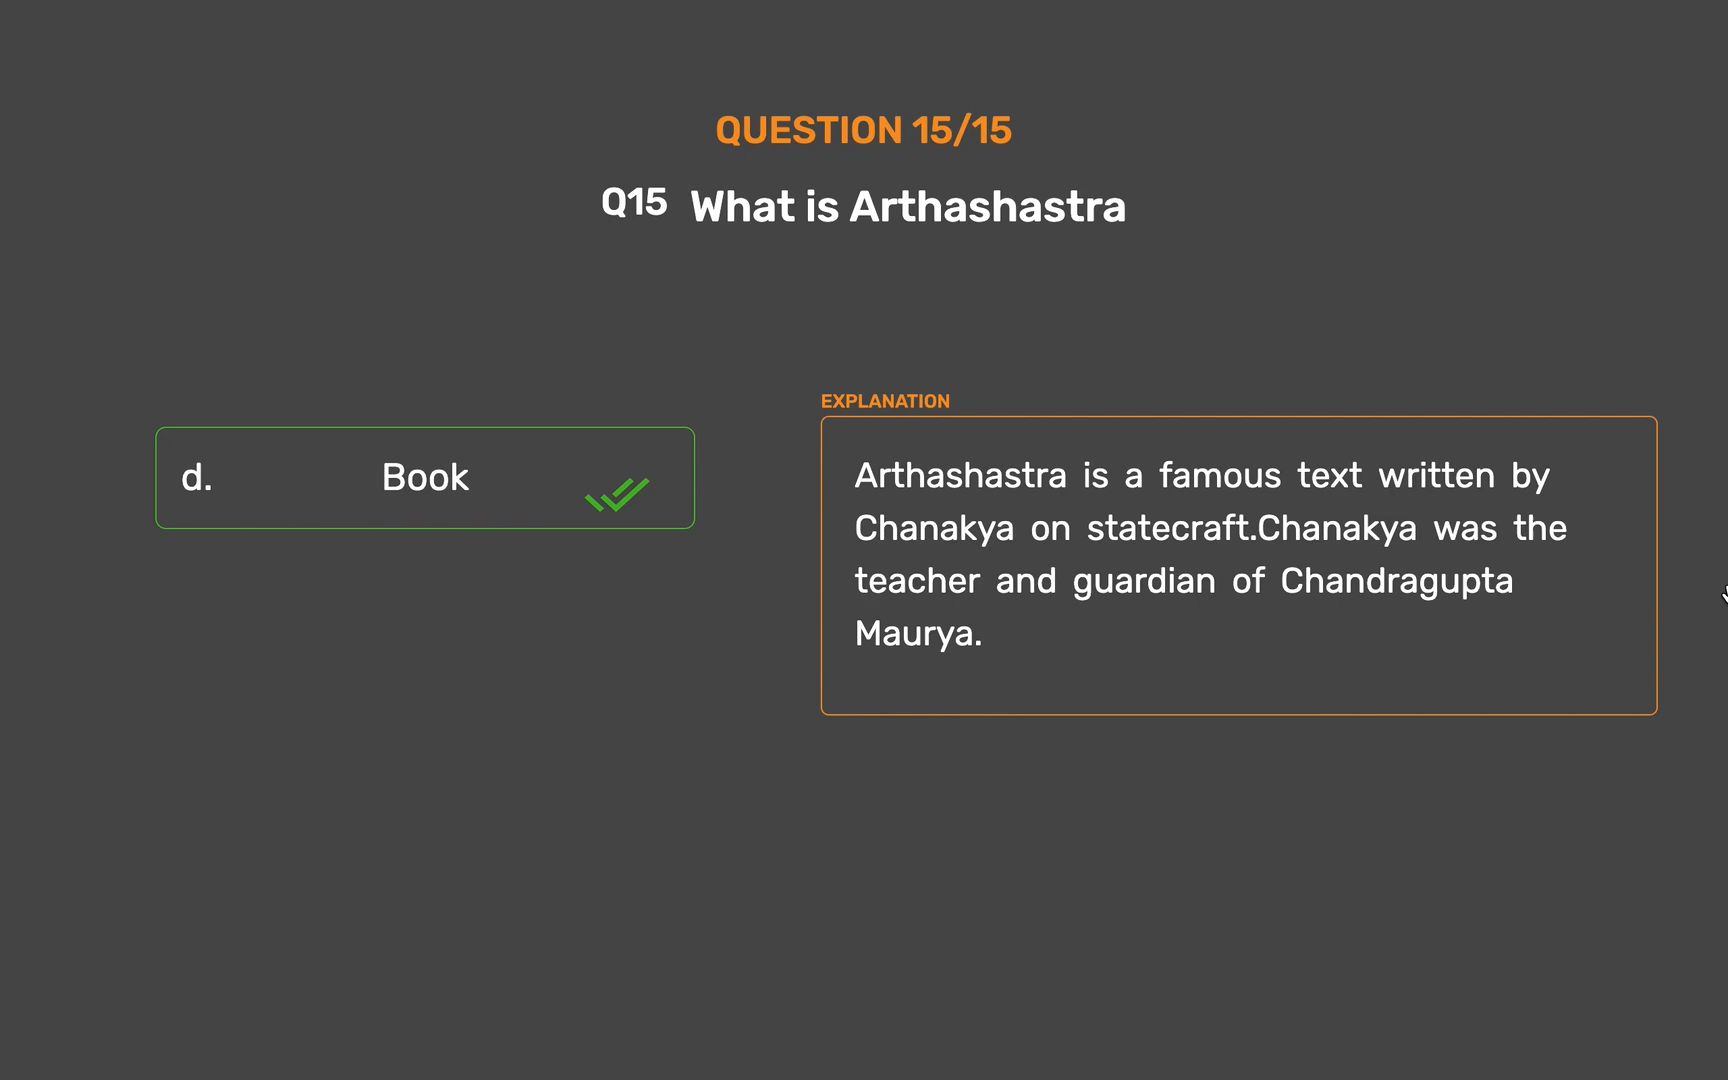 QUESTION 15/15
Q15 What is Arthashastra
d. Book
EXPLANATION
Arthashastra is a famous text written by
Chanakya on statecraft.Chanakya was the
teacher and guardian of Chandragupta
Maurya.